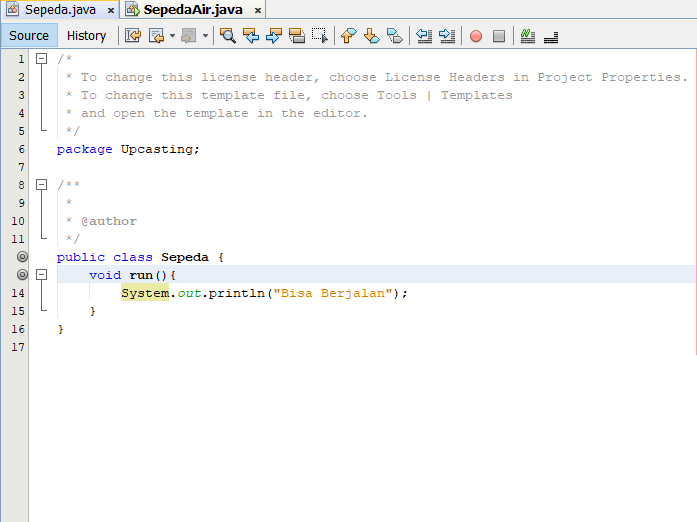 Sepeda.java × SepedaAir.java ×
Source History
1 /*
2 * To change this license header, choose License Headers in Project Properties.
3 * To change this template file, choose Tools | Templates
4 * and open the template in the editor.
5 */
6 package Upcasting;
7
8 /**
9 *
10 * @author
11 */
public class Sepeda {
void run(){
14 System.out.println("Bisa Berjalan");
15 }
16 }
17